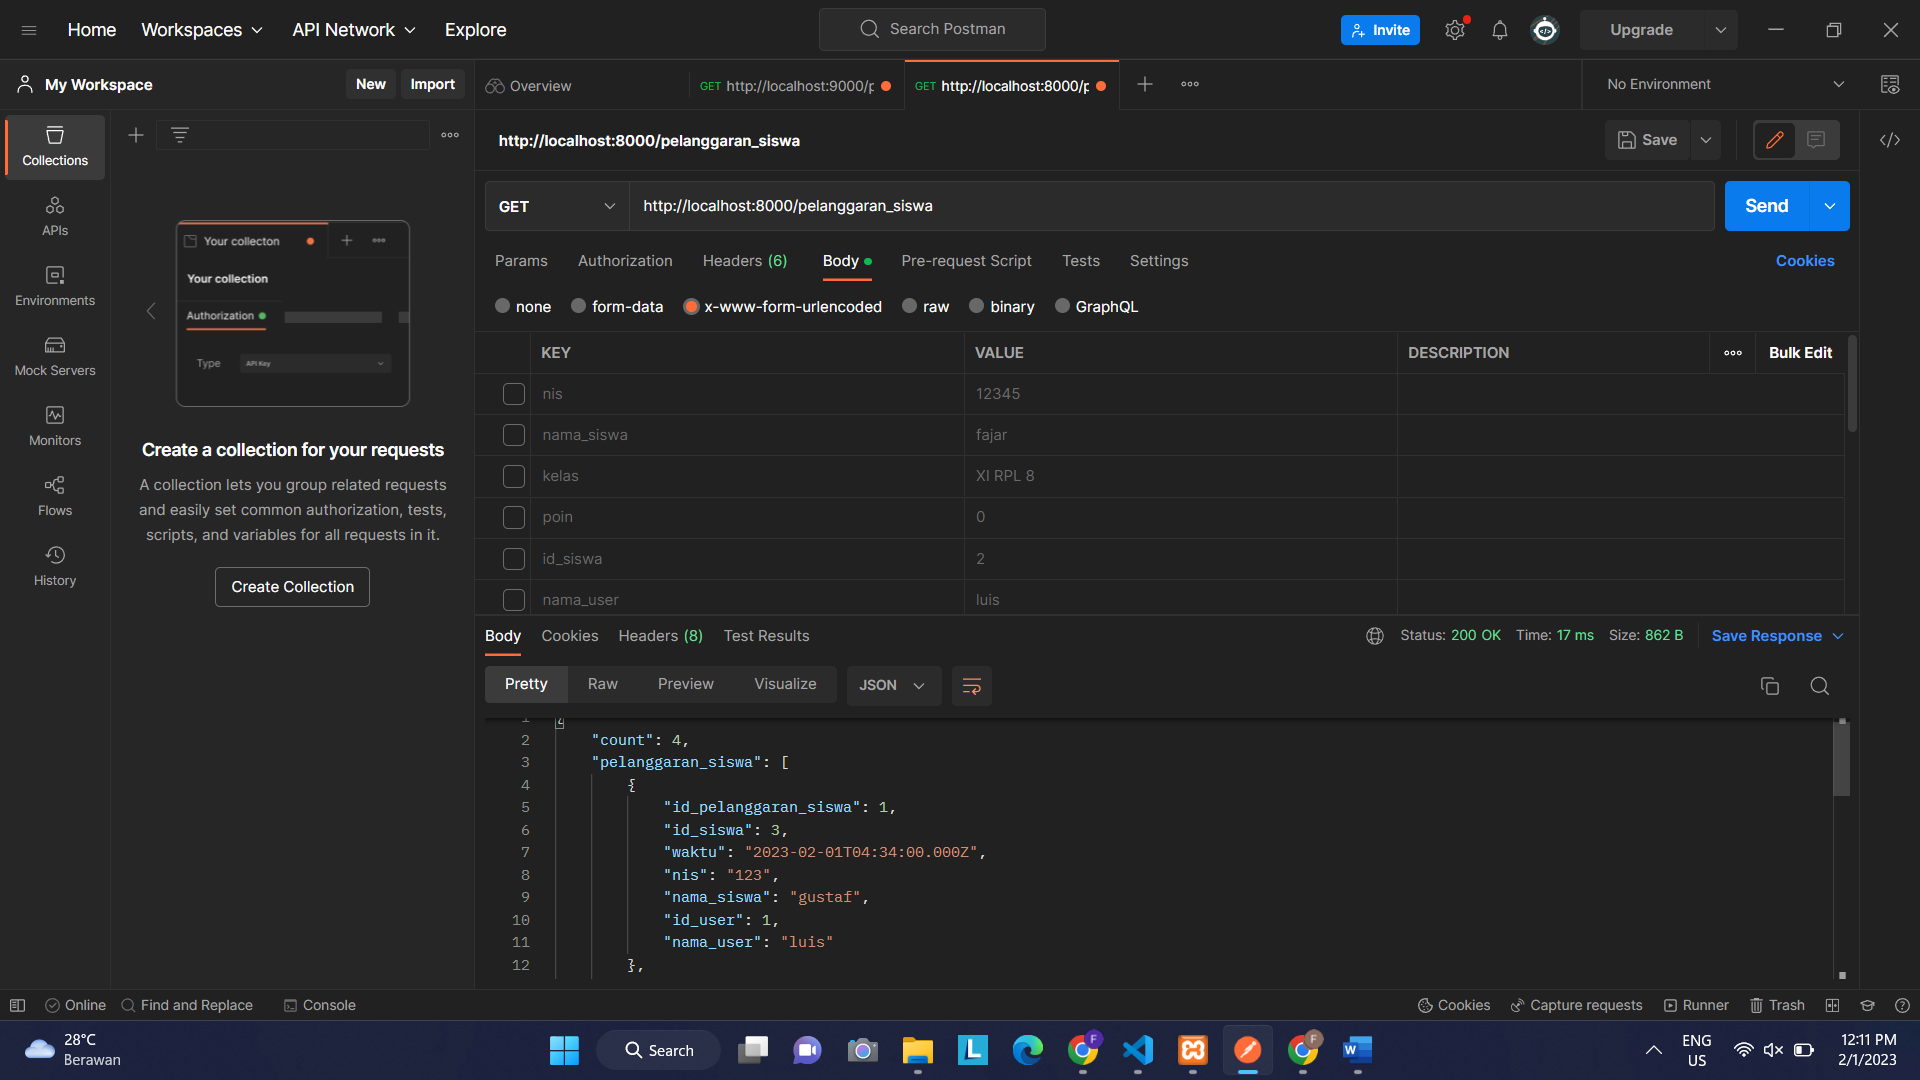 Home Workspaces API Network Explore Search Postman Invite Upgrade
My Workspace New Import Overview GET http://localhost:9000/p GET http://localhost:8000/p No Environment
Collections
APIs
Environments
Mock Servers
Monitors
Flows
History
Your collecton
Your collection
Authorization
Type API Key
Create a collection for your requests
A collection lets you group related requests
and easily set common authorization, tests,
scripts, and variables for all requests in it.
Create Collection
http://localhost:8000/pelanggaran_siswa Save
GET http://localhost:8000/pelanggaran_siswa Send
Params Authorization Headers (6) Body Pre-request Script Tests Settings Cookies
none form-data x-www-form-urlencoded raw binary GraphQL
KEY VALUE DESCRIPTION Bulk Edit
nis 12345
nama_siswa fajar
kelas XI RPL 8
poin 0
id_siswa 2
nama_user luis
Body Cookies Headers (8) Test Results Status: 200 OK Time: 17 ms Size: 862 B Save Response
Pretty Raw Preview Visualize JSON
1 {
2 "count": 4,
3 "pelanggaran_siswa": [
4 {
5 "id_pelanggaran_siswa": 1,
6 "id_siswa": 3,
7 "waktu": "2023-02-01T04:34:00.000Z",
8 "nis": "123",
9 "nama_siswa": "gustaf",
10 "id_user": 1,
11 "nama_user": "luis"
12 },
Online Find and Replace Console Cookies Capture requests Runner Trash
28°C
Berawan
Search
ENG
US
12:11 PM
2/1/2023